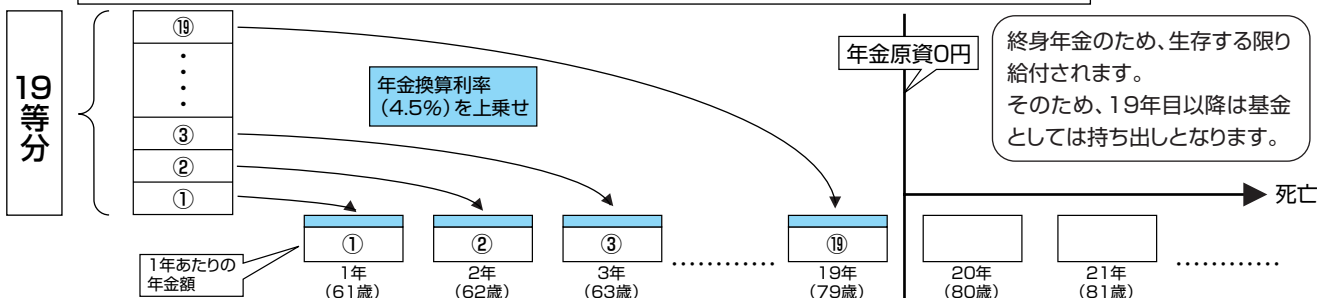 19等分
⑲
・
・
・
・
③
②
①
年金換算利率
(4.5%)を上乗せ
年金原資0円
終身年金のため、生存する限り
給付されます。
そのため、19年目以降は基金
としては持ち出しとなります。
死亡
1年あたりの
年金額
①
1年
(61歳)
②
2年
(62歳)
③
3年
(63歳)
…………
⑲
19年
(79歳)
20年
(80歳)
21年
(81歳)
…………